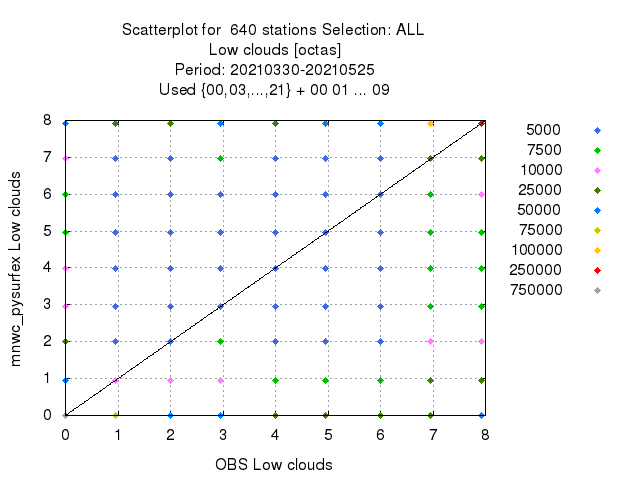 Scatterplot for  640 stations Selection: ALL
Low clouds [octas]
Period: 20210330-20210525
Used {00,03,...,21} + 00 01 ... 09
mnwc_pysurfex Low clouds
8
7
6
5
4
3
2
1
0
0 1 2 3 4 5 6 7 8
OBS Low clouds
5000
7500
10000
25000
50000
75000
100000
250000
750000